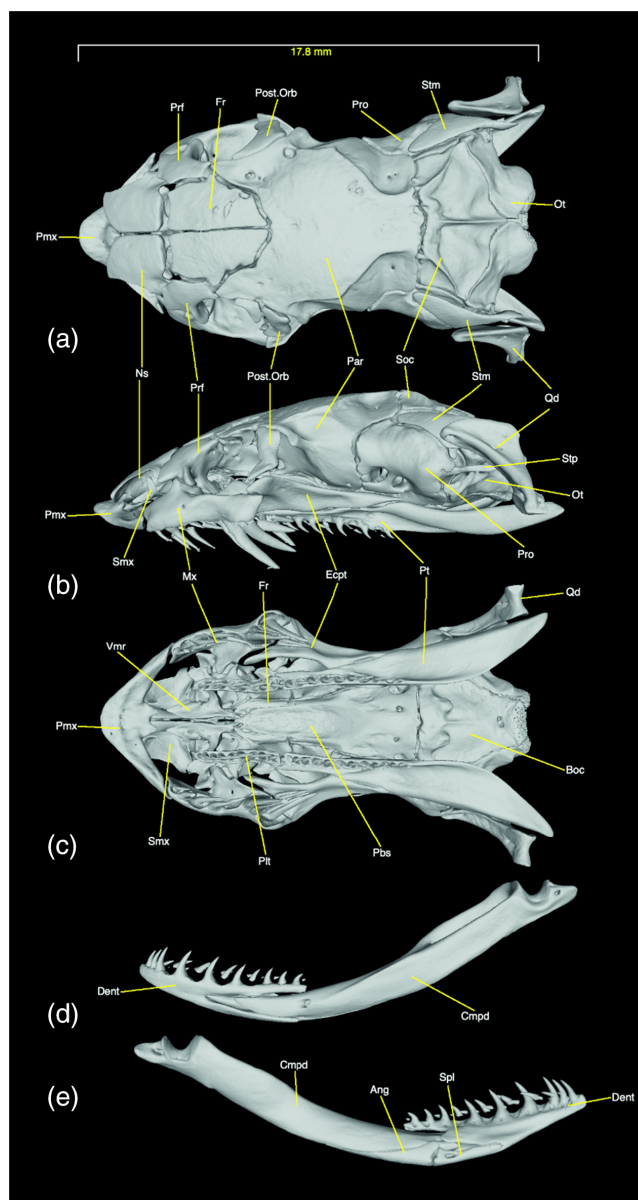 17.8 mm
Post.Orb
Stm
Fr
Pro
Prf
Ot
Pmx
(a)
Ns
Prf
Post.Orb
Par
Soc
Stm
Qd
Stp
Ot
Pmx
Smx
Pro
(b)
Mx
Fr
Ecpt
Pt
Qd
Vmr
Pmx
Boc
(c)
Smx
Plt
Pbs
Dent
(d)
Cmpd
Cmpd
Ang
Spl
(e)
Dent